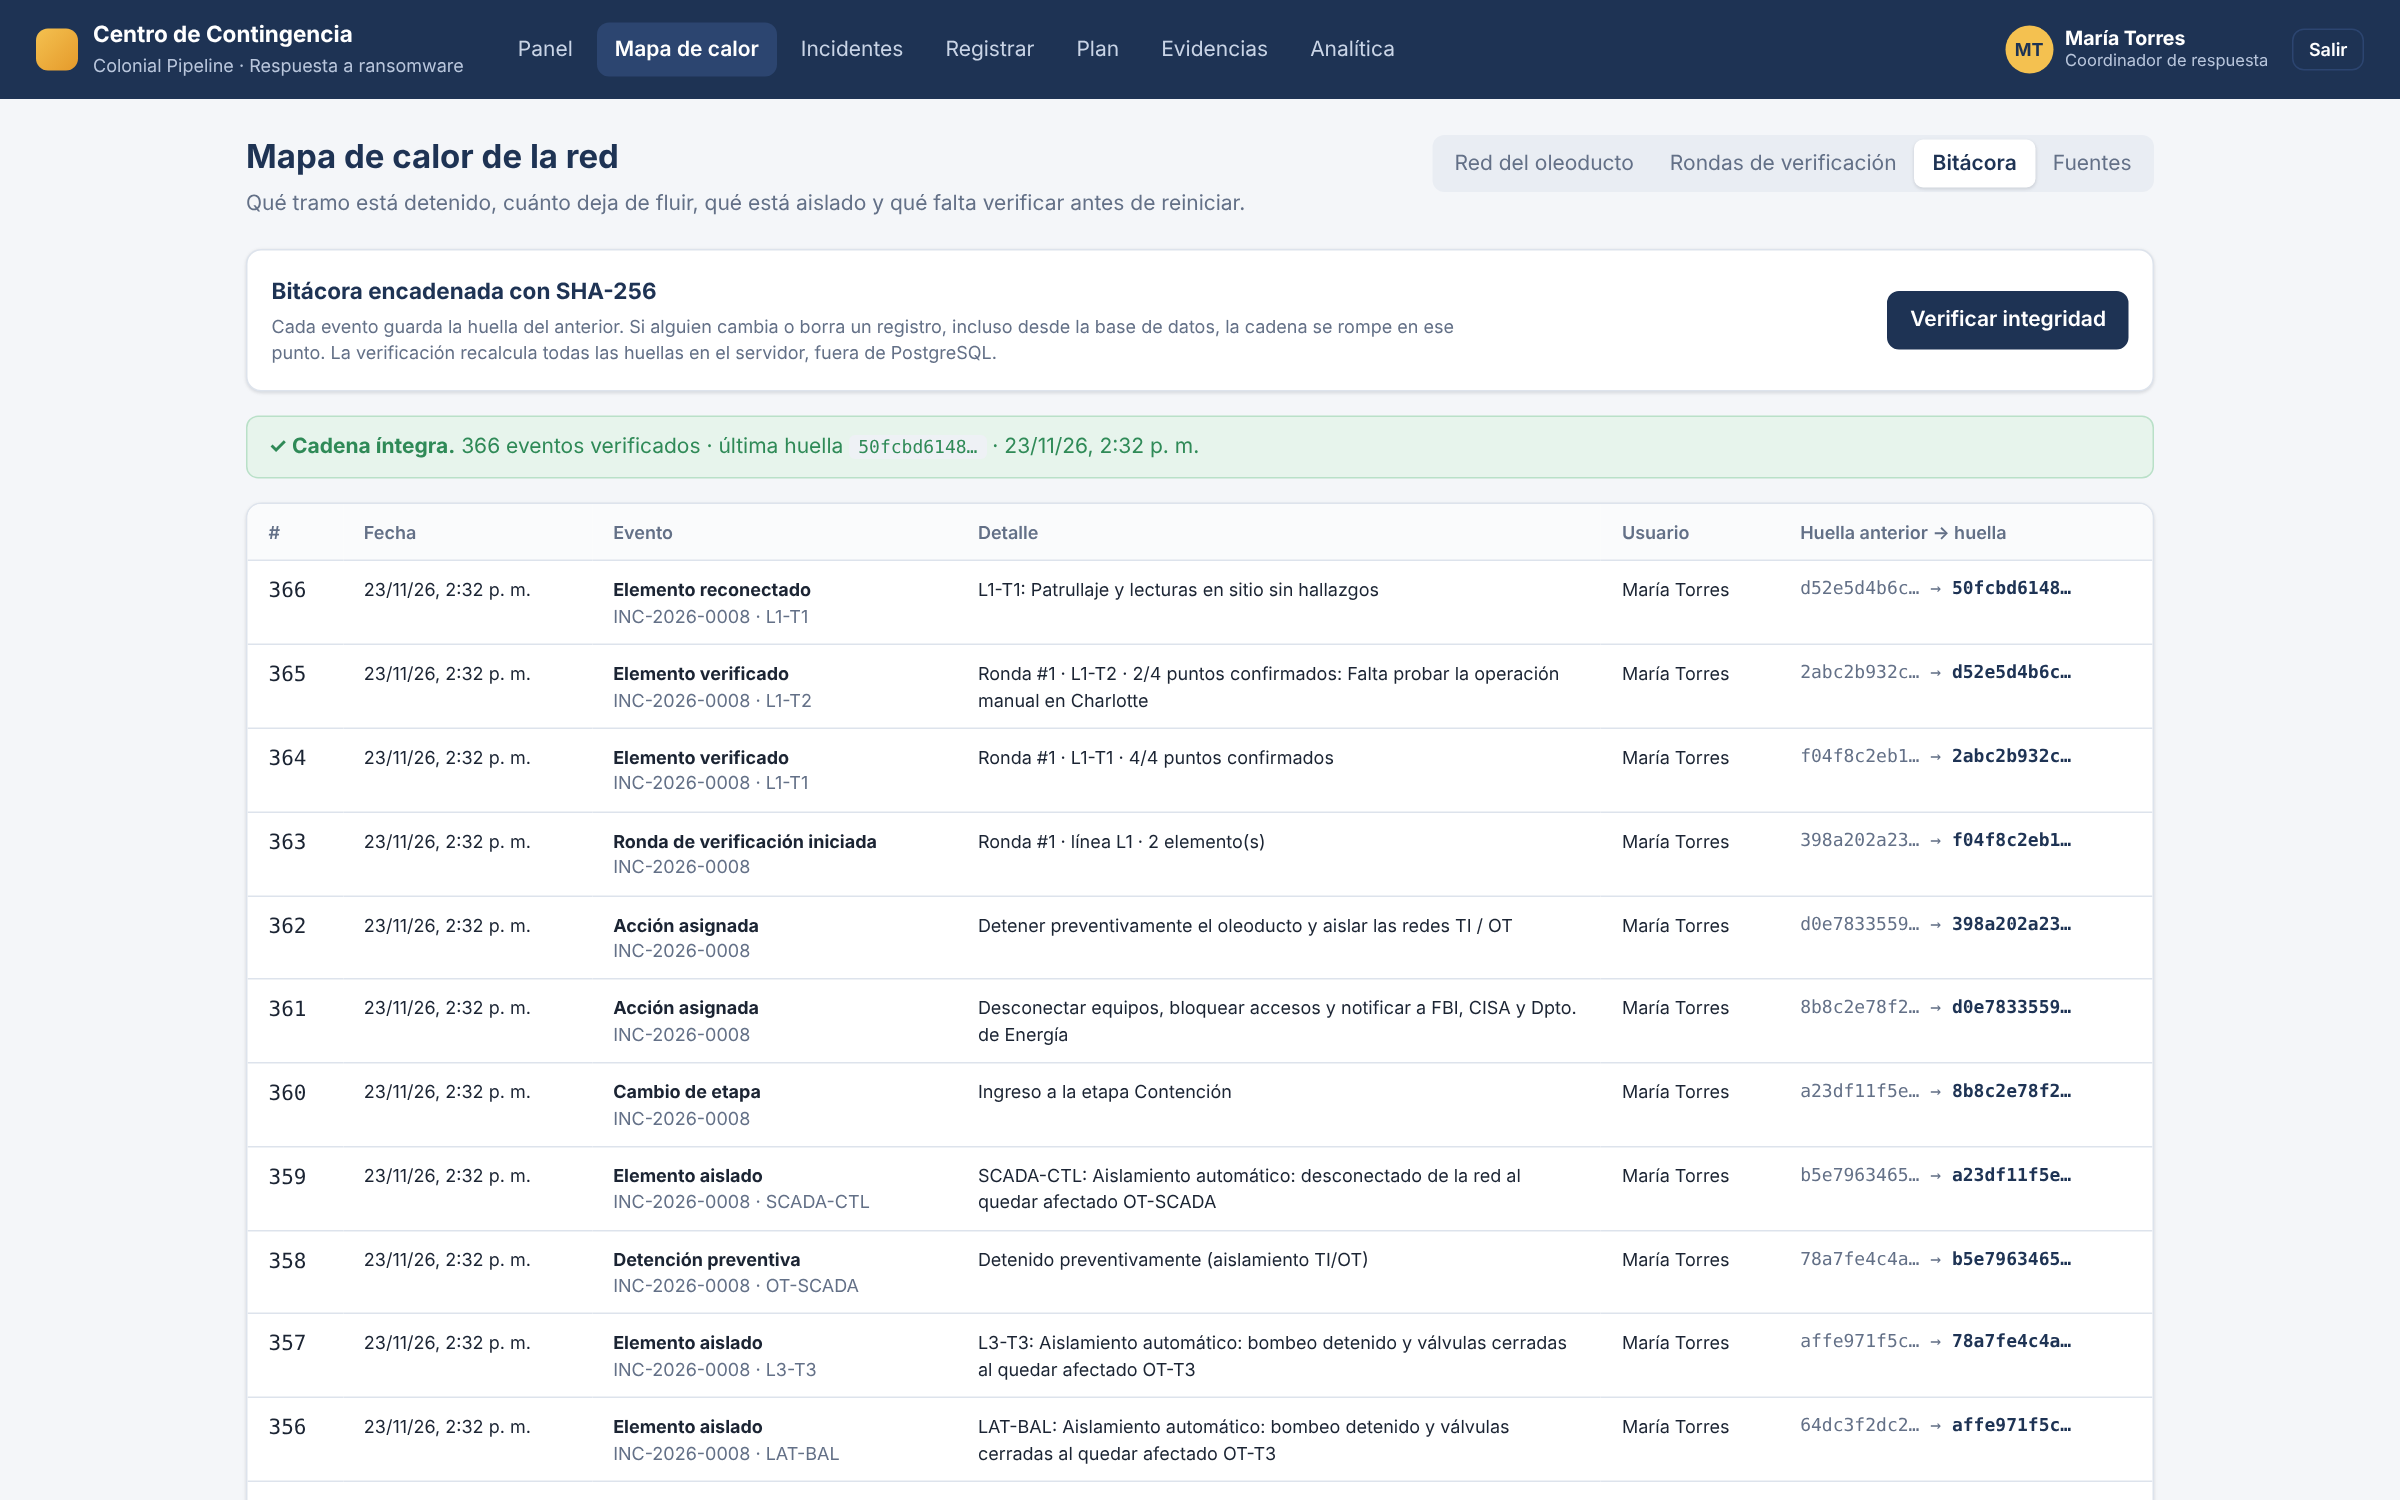 Centro de Contingencia
Colonial Pipeline · Respuesta a ransomware
Panel
Mapa de calor
Incidentes
Registrar
Plan
Evidencias
Analítica
MT
María Torres
Coordinador de respuesta
Salir
Mapa de calor de la red
Qué tramo está detenido, cuánto deja de fluir, qué está aislado y qué falta verificar antes de reiniciar.
Red del oleoducto
Rondas de verificación
Bitácora
Fuentes
Bitácora encadenada con SHA-256
Cada evento guarda la huella del anterior. Si alguien cambia o borra un registro, incluso desde la base de datos, la cadena se rompe en ese
punto. La verificación recalcula todas las huellas en el servidor, fuera de PostgreSQL.
Verificar integridad
✓ Cadena íntegra. 366 eventos verificados · última huella 50fcbd6148… · 23/11/26, 2:32 p. m.
# Fecha Evento Detalle Usuario Huella anterior → huella
366 23/11/26, 2:32 p. m. Elemento reconectado L1-T1: Patrullaje y lecturas en sitio sin hallazgos María Torres d52e5d4b6c… → 50fcbd6148…
INC-2026-0008 · L1-T1
365 23/11/26, 2:32 p. m. Elemento verificado Ronda #1 · L1-T2 · 2/4 puntos confirmados: Falta probar la operación María Torres 2abc2b932c… → d52e5d4b6c…
INC-2026-0008 · L1-T2 manual en Charlotte
364 23/11/26, 2:32 p. m. Elemento verificado Ronda #1 · L1-T1 · 4/4 puntos confirmados María Torres f04f8c2eb1… → 2abc2b932c…
INC-2026-0008 · L1-T1
363 23/11/26, 2:32 p. m. Ronda de verificación iniciada Ronda #1 · línea L1 · 2 elemento(s) María Torres 398a202a23… → f04f8c2eb1…
INC-2026-0008
362 23/11/26, 2:32 p. m. Acción asignada Detener preventivamente el oleoducto y aislar las redes TI / OT María Torres d0e7833559… → 398a202a23…
INC-2026-0008
361 23/11/26, 2:32 p. m. Acción asignada Desconectar equipos, bloquear accesos y notificar a FBI, CISA y Dpto. María Torres 8b8c2e78f2… → d0e7833559…
INC-2026-0008 de Energía
360 23/11/26, 2:32 p. m. Cambio de etapa Ingreso a la etapa Contención María Torres a23df11f5e… → 8b8c2e78f2…
INC-2026-0008
359 23/11/26, 2:32 p. m. Elemento aislado SCADA-CTL: Aislamiento automático: desconectado de la red al María Torres b5e7963465… → a23df11f5e…
INC-2026-0008 · SCADA-CTL quedar afectado OT-SCADA
358 23/11/26, 2:32 p. m. Detención preventiva Detenido preventivamente (aislamiento TI/OT) María Torres 78a7fe4c4a… → b5e7963465…
INC-2026-0008 · OT-SCADA
357 23/11/26, 2:32 p. m. Elemento aislado L3-T3: Aislamiento automático: bombeo detenido y válvulas cerradas María Torres affe971f5c… → 78a7fe4c4a…
INC-2026-0008 · L3-T3 al quedar afectado OT-T3
356 23/11/26, 2:32 p. m. Elemento aislado LAT-BAL: Aislamiento automático: bombeo detenido y válvulas María Torres 64dc3f2dc2… → affe971f5c…
INC-2026-0008 · LAT-BAL cerradas al quedar afectado OT-T3